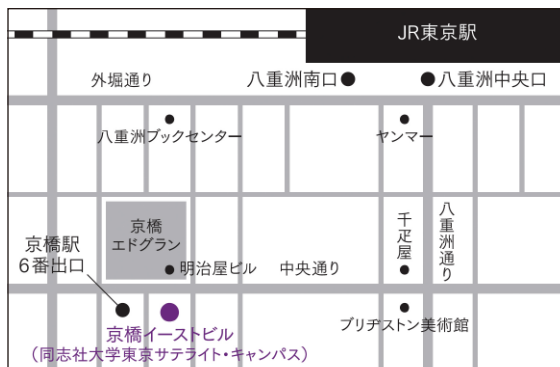 JR東京駅
外堀通り
八重洲南口
八重洲中央口
八重洲ブックセンター
ヤンマー
京橋
エドグラン
千疋屋
八重洲通り
京橋駅
6番出口
明治屋ビル
中央通り
京橋イーストビル
ブリヂストン美術館
（同志社大学東京サテライト・キャンパス）